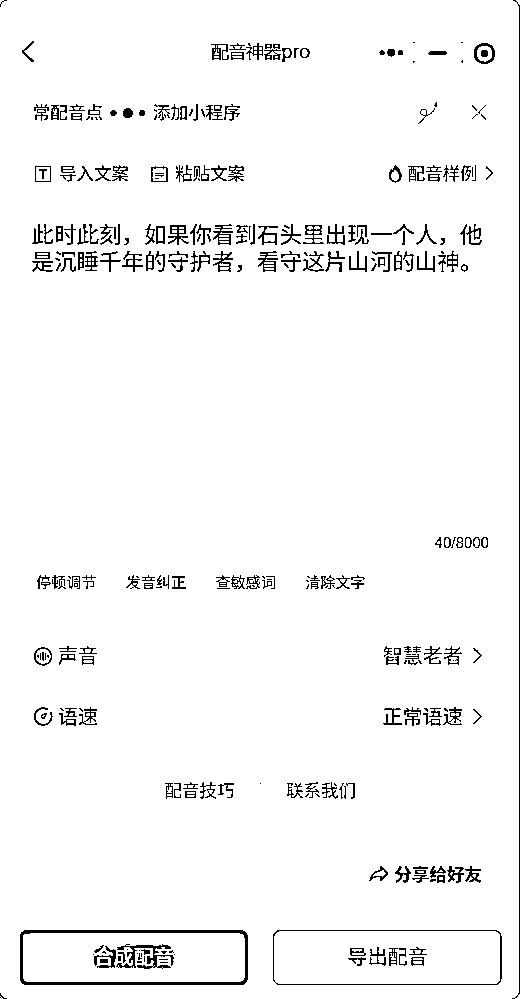 配音神器pro
常配音点●●●添加小程序
导入文案 粘贴文案 配音样例
此时此刻，如果你看到石头里出现一个人，他
是沉睡千年的守护者，看守这片山河的山神。
40/8000
停顿调节 发音纠正 查敏感词 清除文字
声音 智慧老者
语速 正常语速
配音技巧 联系我们
分享给好友
合成配音 导出配音